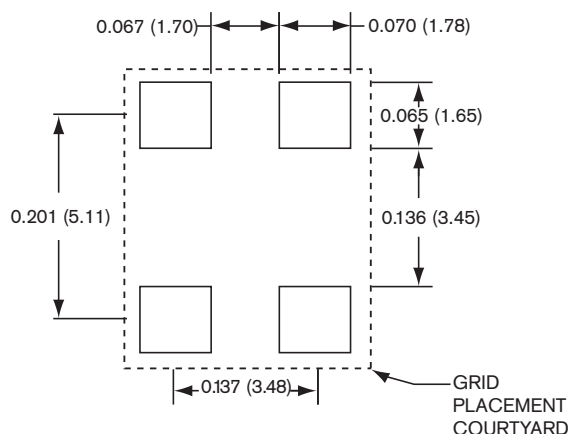 0.067 (1.70)
0.070 (1.78)
0.065 (1.65)
0.201 (5.11)
0.136 (3.45)
0.137 (3.48)
GRID
PLACEMENT
COURTYARD